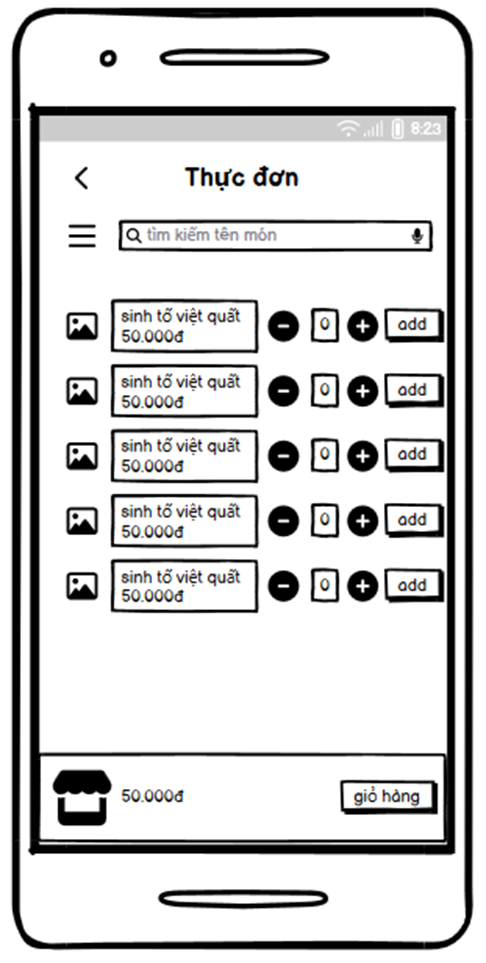 8:23
Thực đơn
tìm kiếm tên món
sinh tố việt quất
50.000đ
0
add
sinh tố việt quất
50.000đ
0
add
sinh tố việt quất
50.000đ
0
add
sinh tố việt quất
50.000đ
0
add
sinh tố việt quất
50.000đ
0
add
50.000đ
giỏ hàng